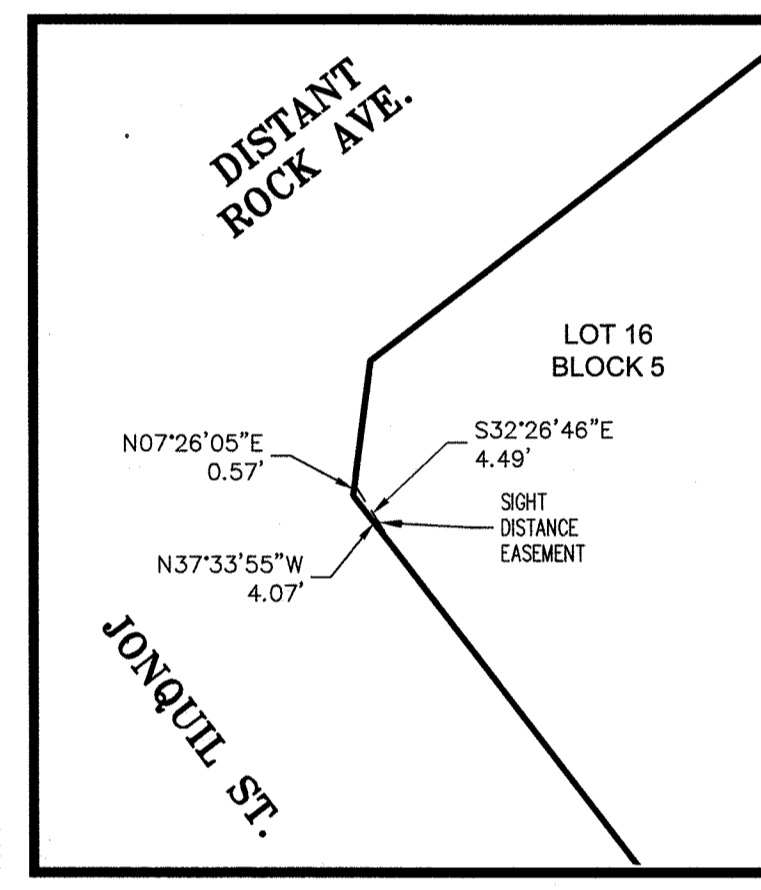 DISTANT
ROCK AVE.
LOT 16
BLOCK 5
N07°26'05"E
0.57'
S32°26'46"E
4.49'
SIGHT
DISTANCE
EASEMENT
N37°33'55"W
4.07'
JONQUIL ST.